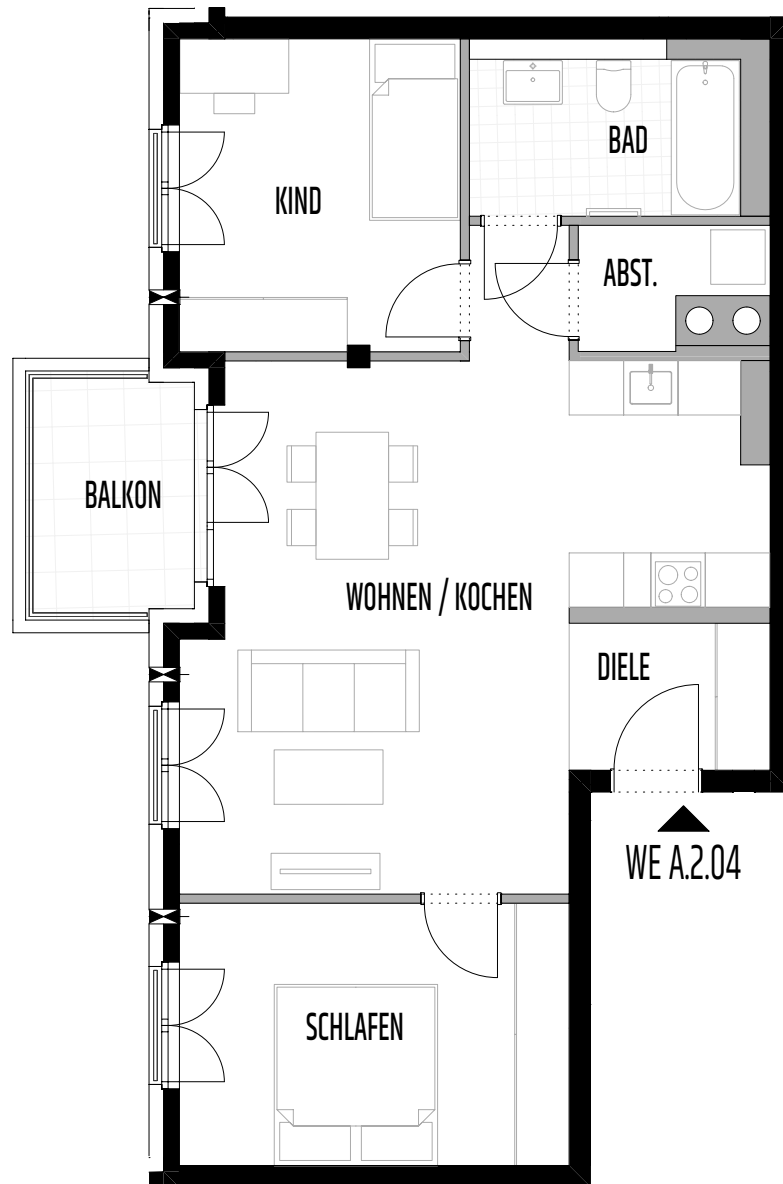 BAD
KIND
ABST.
BALKON
WOHNEN / KOCHEN
DIELE
WE A.2.04
SCHLAFEN